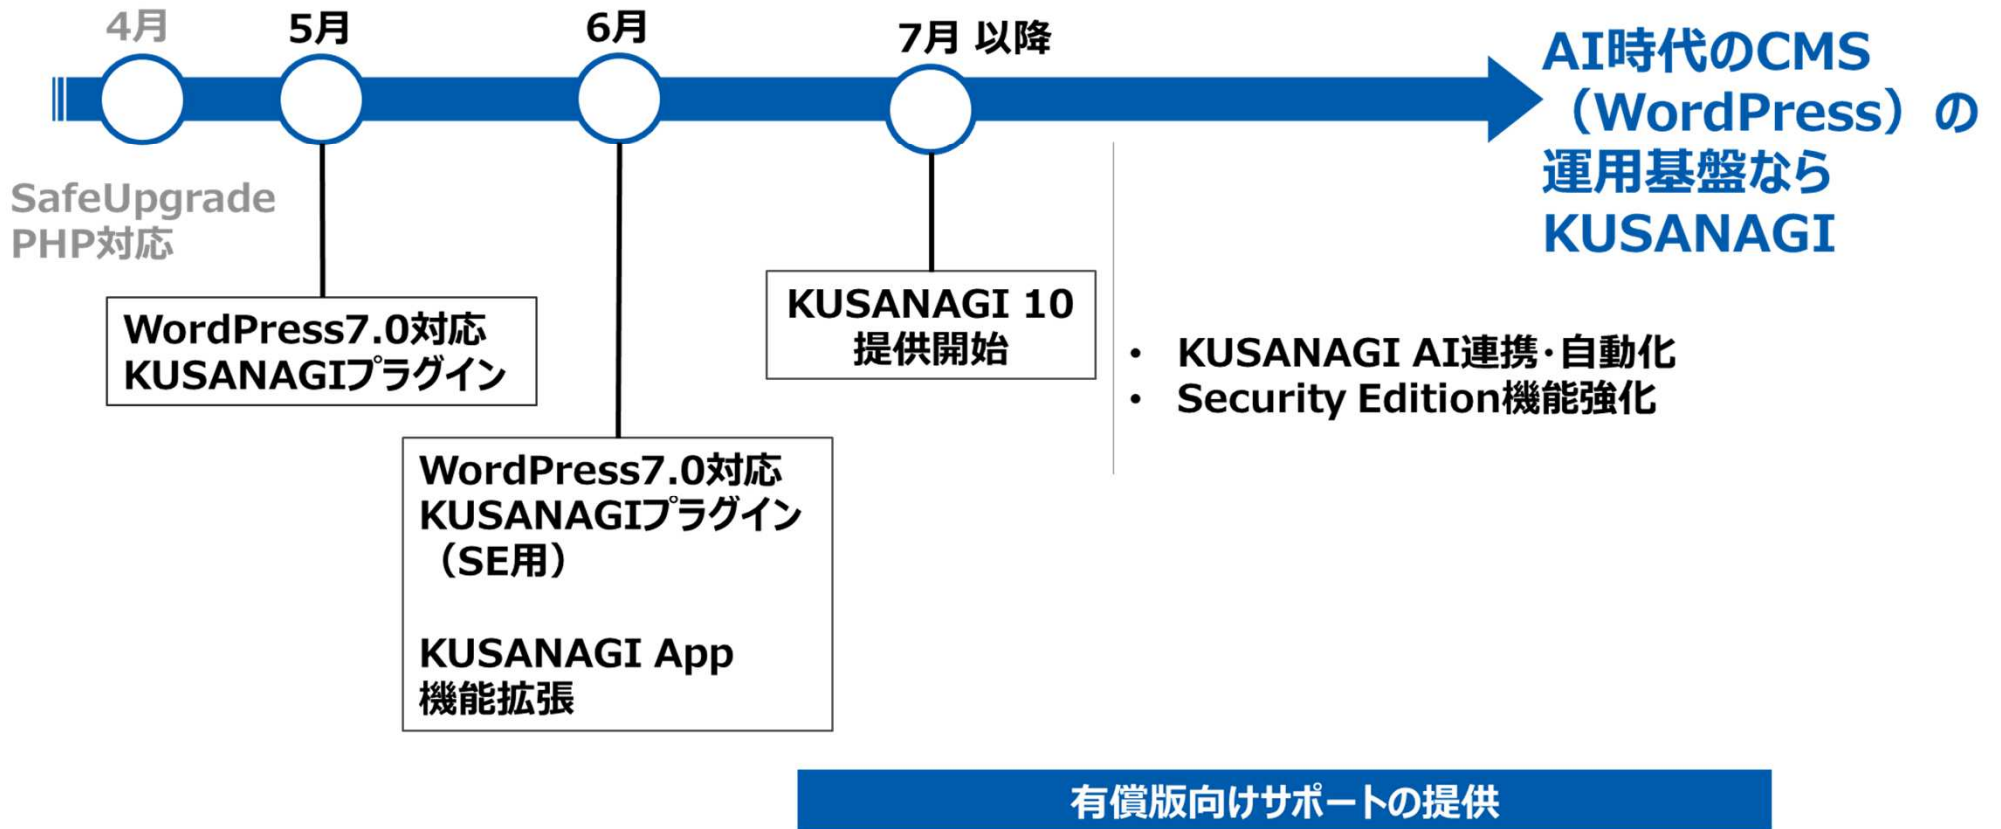 4月
5月
6月
7月 以降
AI時代のCMS
（WordPress）の
運用基盤なら
KUSANAGI
SafeUpgrade
PHP対応
WordPress7.0対応
KUSANAGIプラグイン
WordPress7.0対応
KUSANAGIプラグイン
（SE用）
KUSANAGI App
機能拡張
KUSANAGI 10
提供開始
• KUSANAGI AI連携・自動化
• Security Edition機能強化
有償版向けサポートの提供